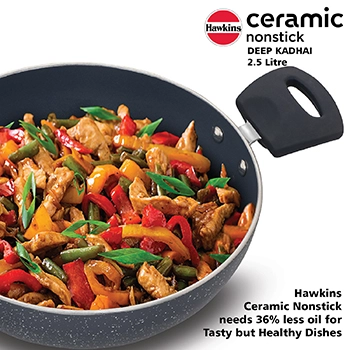 Hawkins
ceramic
nonstick
DEEP KADHAI
2.5 Litre
Hawkins
Ceramic Nonstick
needs 36% less oil for
Tasty but Healthy Dishes